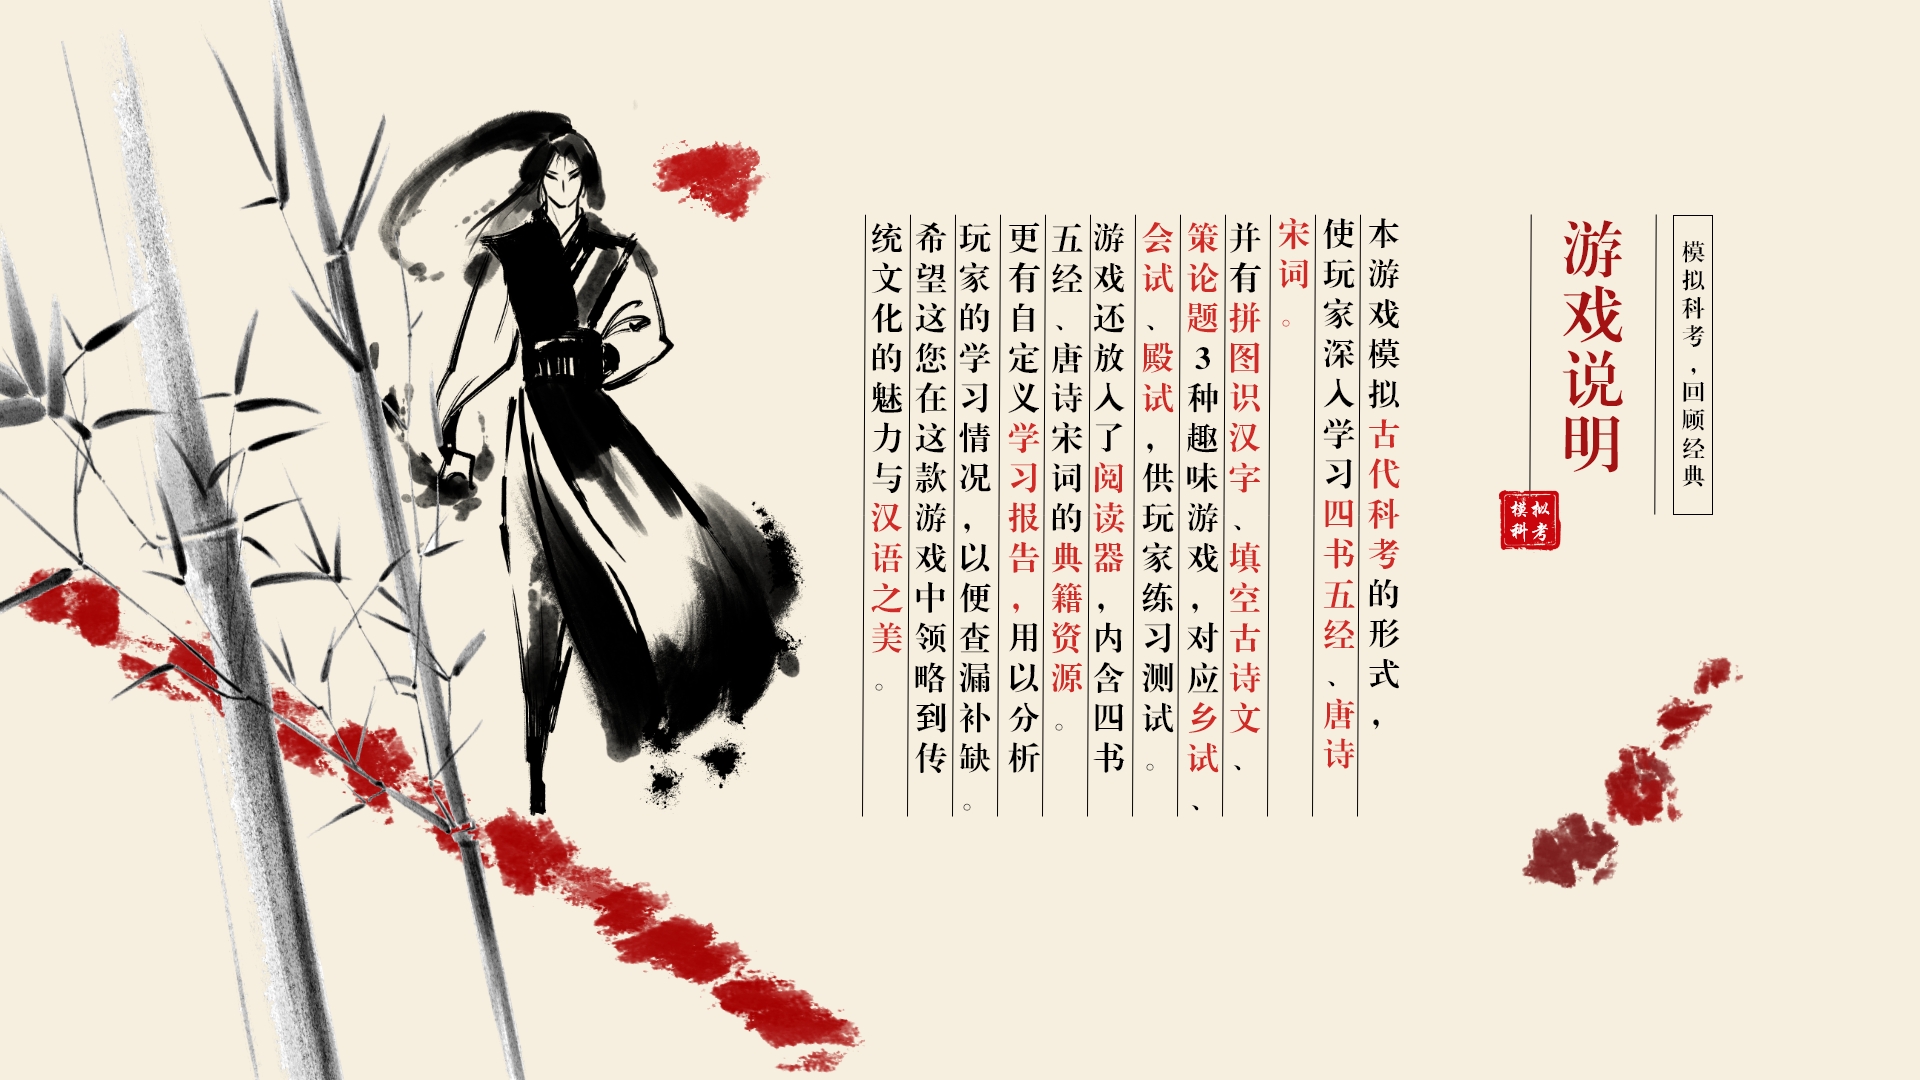 模拟科考，回顾经典
游戏说明
模拟
科考
本游戏模拟古代科考的形式，
使玩家深入学习四书五经、唐诗
宋词。
并有拼图识汉字、填空古诗文、
策论题3种趣味游戏，对应乡试、
会试、殿试，供玩家练习测试。
游戏还放入了阅读器，内含四书
五经、唐诗宋词的典籍资源。
更有自定义学习报告，用以分析
玩家的学习情况，以便查漏补缺。
希望这您在这款游戏中领略到传
统文化的魅力与汉语之美。